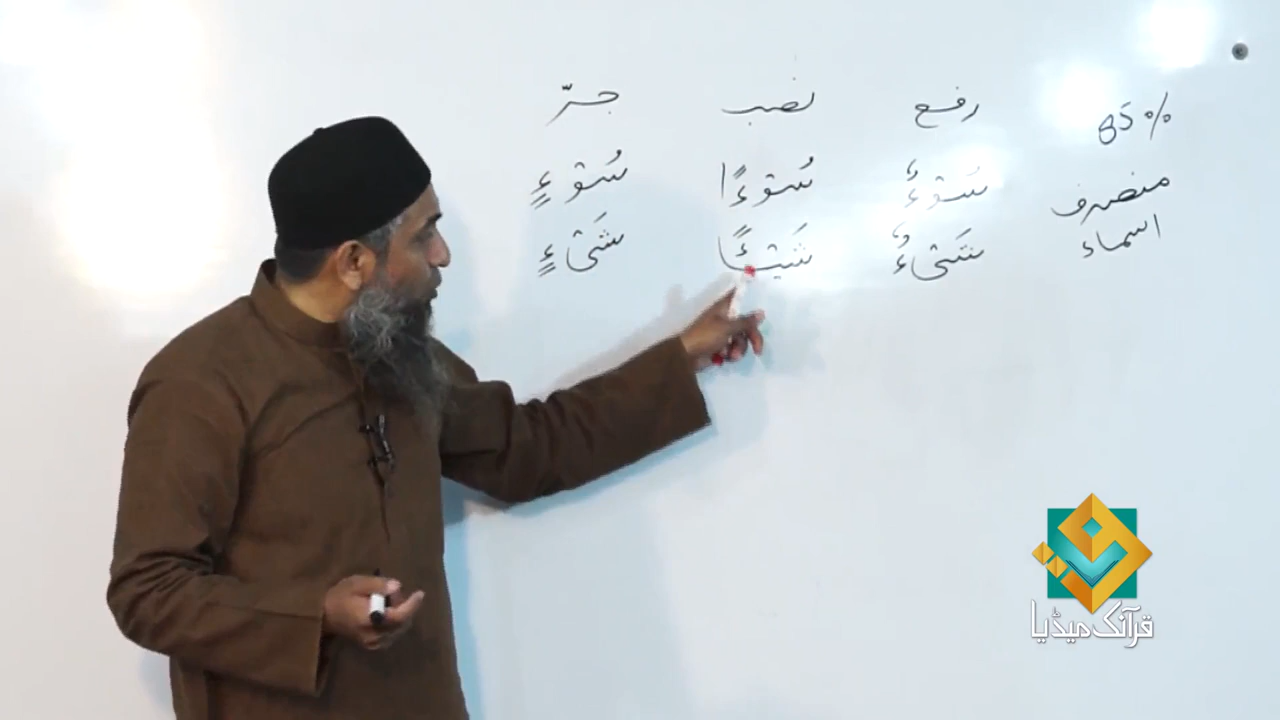 85% رفع نصب جرّ
منصرف سُوْءٌ سُوْءًا سُوْءٍ
اسماء شَیْءٌ شَیْئًا شَیْءٍ
قرآنک میڈیا